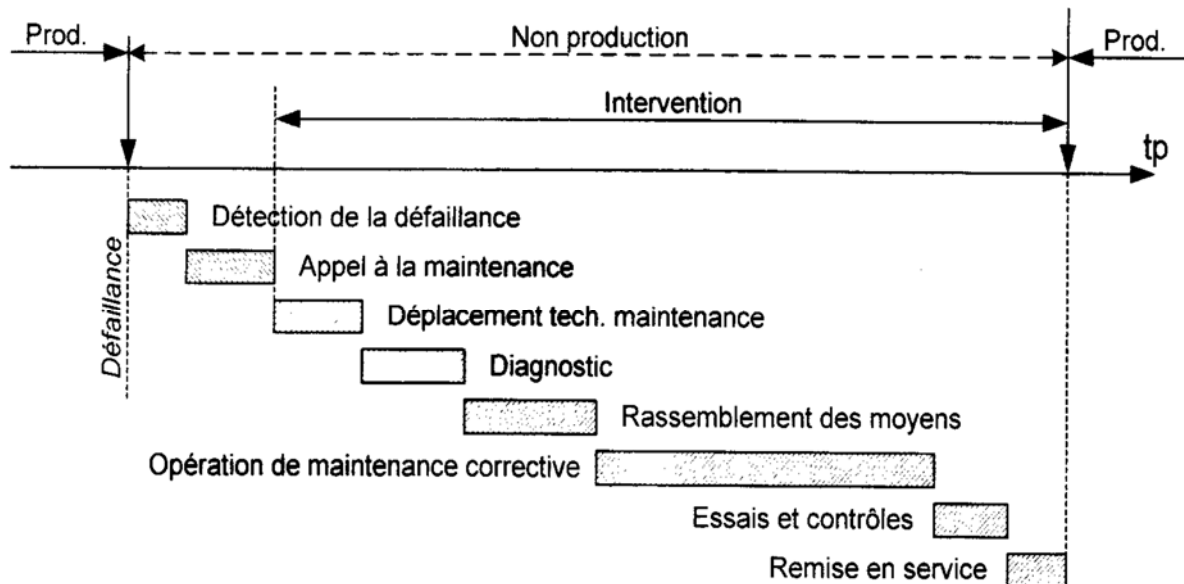 Prod.
Non production
Prod.
Intervention
tp
Détection de la défaillance
Défaillance
Appel à la maintenance
Déplacement tech. maintenance
Diagnostic
Rassemblement des moyens
Opération de maintenance corrective
Essais et contrôles
Remise en service